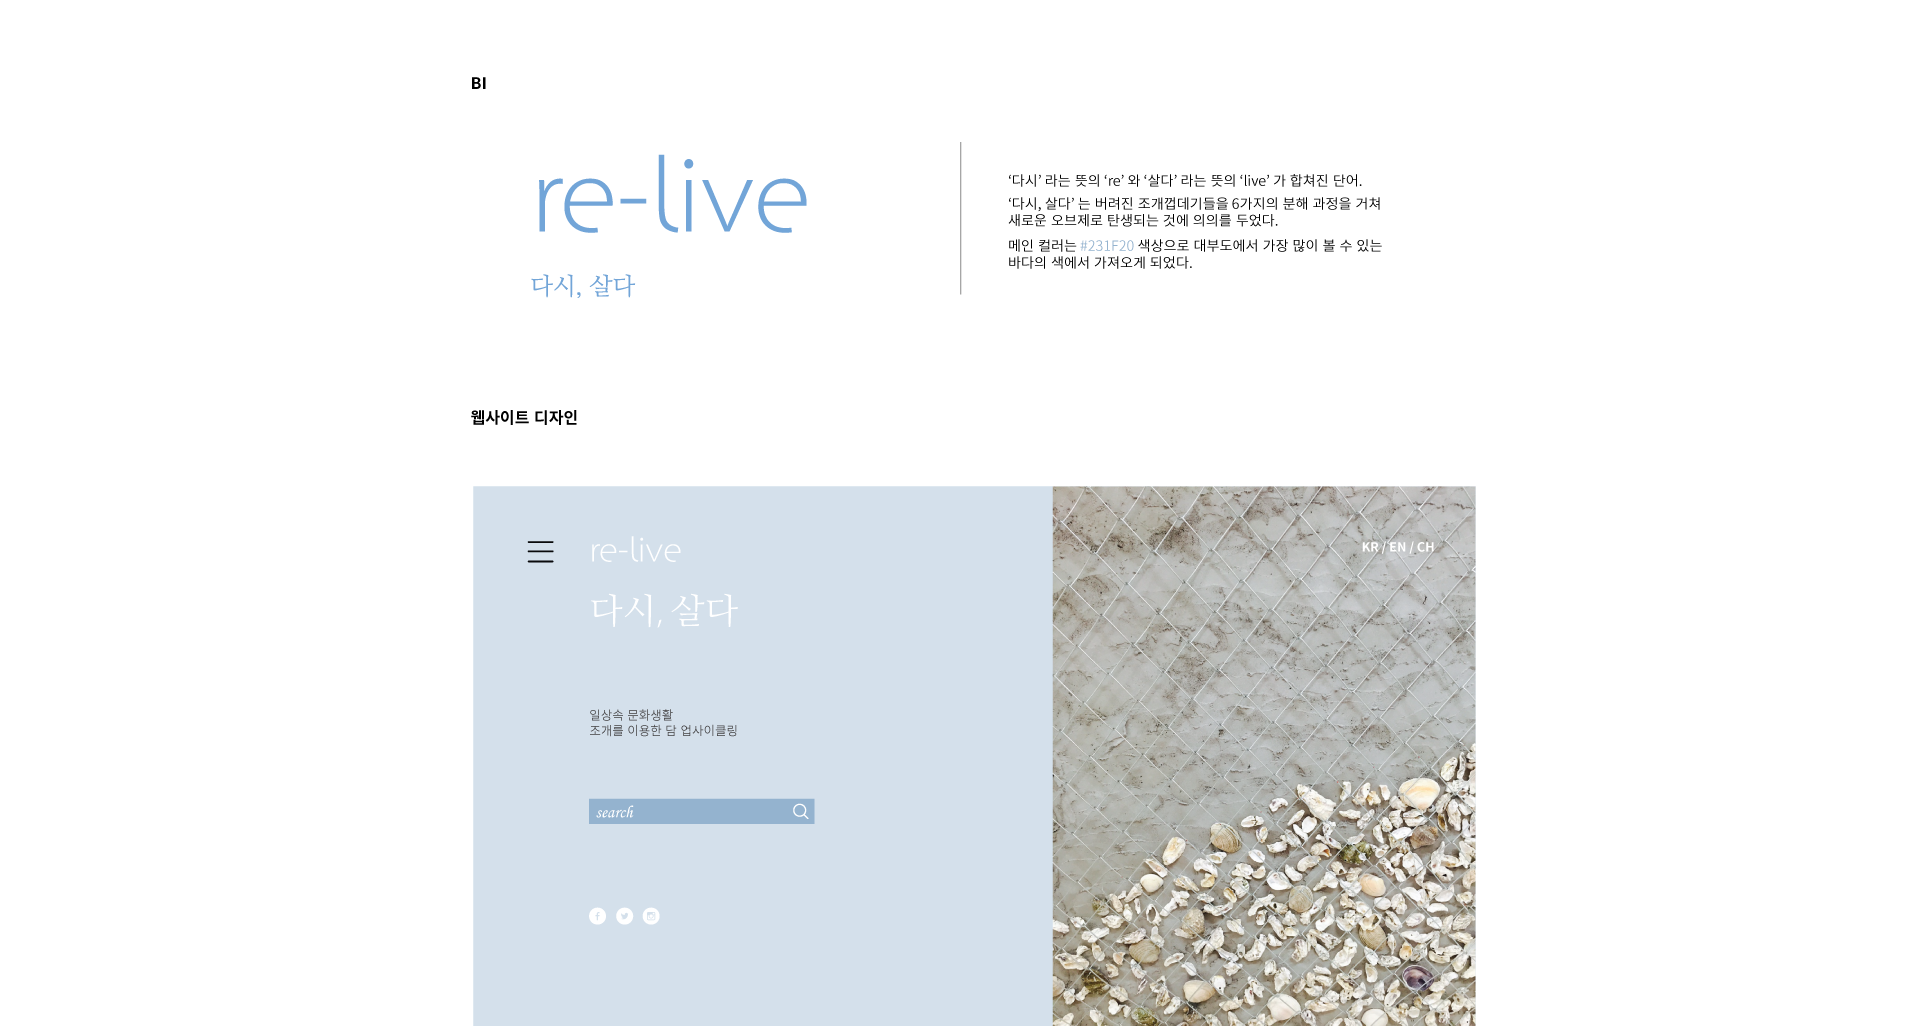 BI
re-live
다시, 살다
‘다시’ 라는 뜻의 ‘re’ 와 ‘살다’ 라는 뜻의 ‘live’ 가 합쳐진 단어.
‘다시, 살다’ 는 버려진 조개껍데기들을 6가지의 분해 과정을 거쳐
새로운 오브제로 탄생되는 것에 의의를 두었다.
메인 컬러는 #231F20 색상으로 대부도에서 가장 많이 볼 수 있는
바다의 색에서 가져오게 되었다.
웹사이트 디자인
re-live
KR / EN / CH
다시, 살다
일상속 문화생활
조개를 이용한 담 업사이클링
search